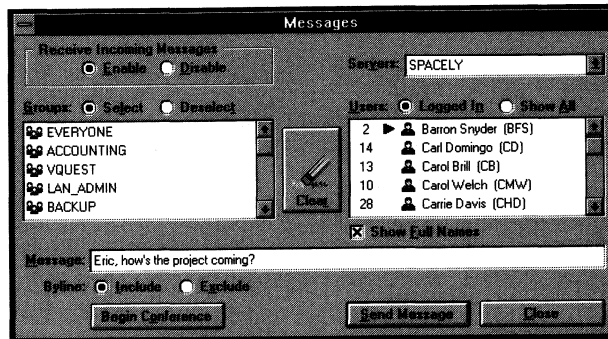 Messages
Receive Incoming Messages
Enable Disable
Servers: SPACELY
Groups: Select Deselect
EVERYONE
ACCOUNTING
VQUEST
LAN_ADMIN
BACKUP
Clear
Users: Logged In Show All
2 Barron Snyder (BFS)
14 Carl Domingo (CD)
13 Carol Brill (CB)
10 Carol Welch (CMW)
28 Carrie Davis (CHD)
Show Full Names
Message: Eric, how's the project coming?
Byline: Include Exclude
Begin Conference
Send Message
Close